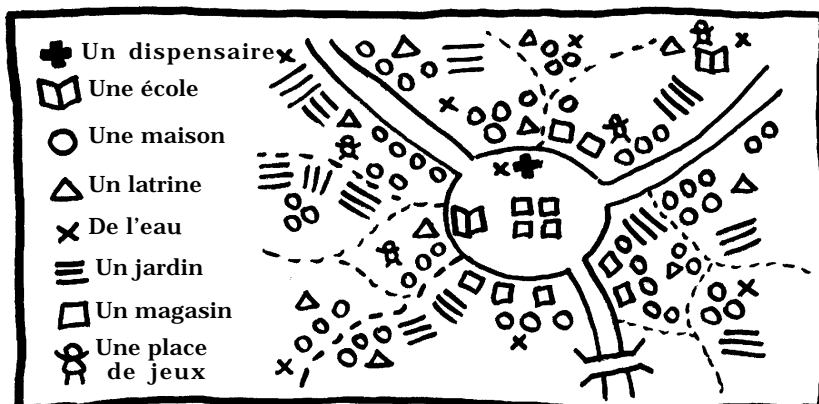 Un dispensaire
Une école
Une maison
Un latrine
De l'eau
Un jardin
Un magasin
Une place
de jeux